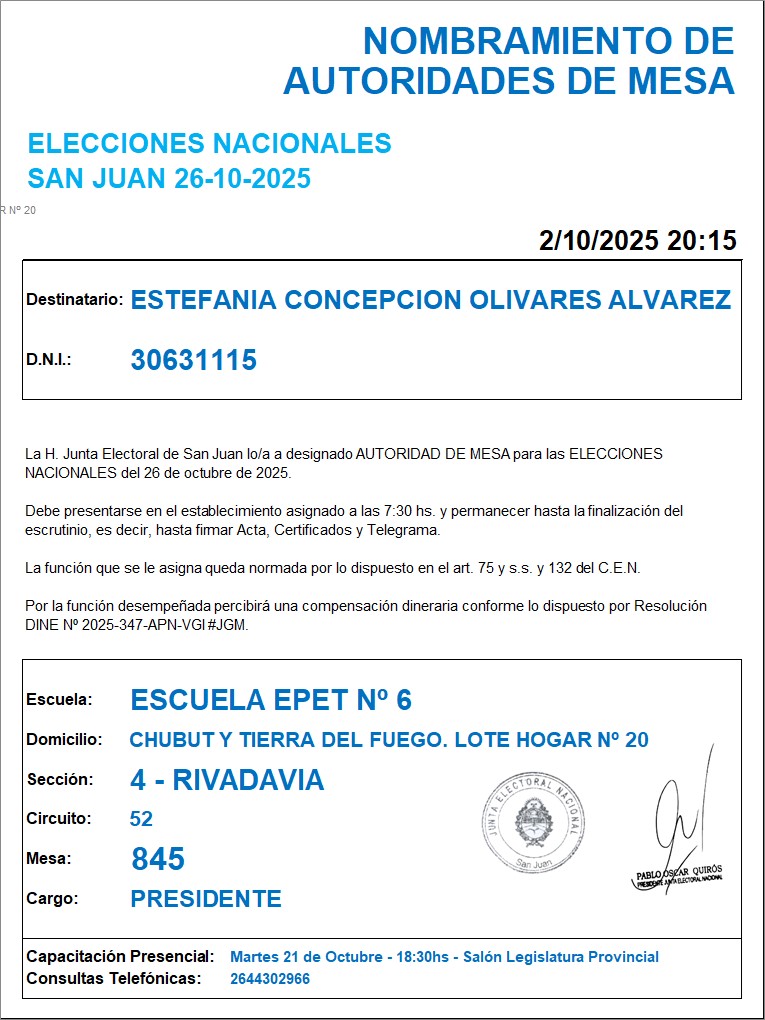 NOMBRAMIENTO DE
AUTORIDADES DE MESA
ELECCIONES NACIONALES
SAN JUAN 26-10-2025
R Nº 20
2/10/2025 20:15
Destinatario: ESTEFANIA CONCEPCION OLIVARES ALVAREZ
D.N.I.: 30631115
La H. Junta Electoral de San Juan lo/a a designado AUTORIDAD DE MESA para las ELECCIONES
NACIONALES del 26 de octubre de 2025.
Debe presentarse en el establecimiento asignado a las 7:30 hs. y permanecer hasta la finalización del
escrutinio, es decir, hasta firmar Acta, Certificados y Telegrama.
La función que se le asigna queda normada por lo dispuesto en el art. 75 y s.s. y 132 del C.E.N.
Por la función desempeñada percibirá una compensación dineraria conforme lo dispuesto por Resolución
DINE Nº 2025-347-APN-VGI#JGM.
Escuela: ESCUELA EPET Nº 6
Domicilio: CHUBUT Y TIERRA DEL FUEGO. LOTE HOGAR Nº 20
Sección: 4 - RIVADAVIA
Circuito: 52
Mesa: 845
Cargo: PRESIDENTE
JUNTA ELECTORAL NACIONAL
San Juan
PABLO OSCAR QUIRÓS
PRESIDENTE JUNTA ELECTORAL NACIONAL
Capacitación Presencial: Martes 21 de Octubre - 18:30hs - Salón Legislatura Provincial
Consultas Telefónicas: 2644302966